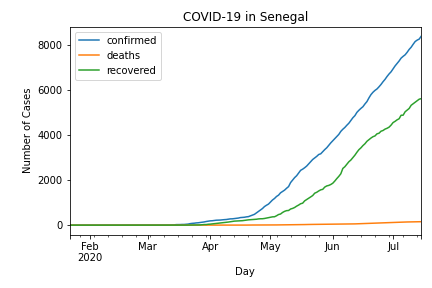 COVID-19 in Senegal
confirmed
deaths
recovered
Number of Cases
8000
6000
4000
2000
0
Feb Mar Apr May Jun Jul
2020
Day